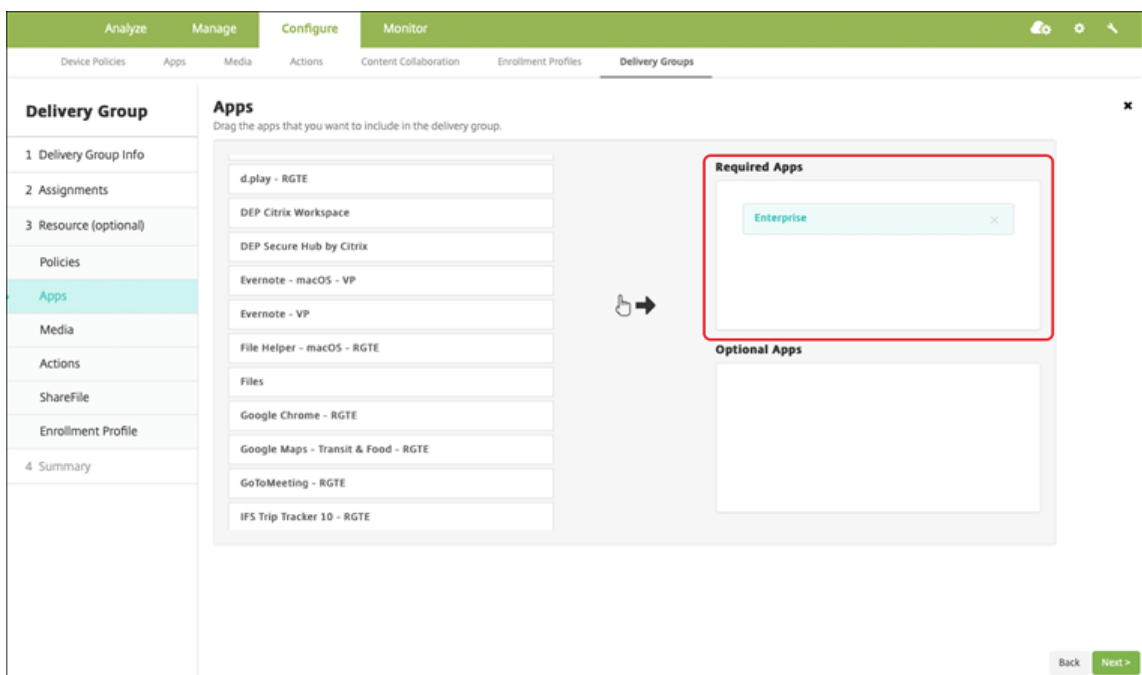 Analyze Manage Configure Monitor
Device Policies Apps Media Actions Content Collaboration Enrollment Profiles Delivery Groups
Delivery Group
1 Delivery Group Info
2 Assignments
3 Resource (optional)
Policies
Apps
Media
Actions
ShareFile
Enrollment Profile
4 Summary
Apps
Drag the apps that you want to include in the delivery group.
d.play - RGTE
DEP Citrix Workspace
DEP Secure Hub by Citrix
Evernote - macOS - VP
Evernote - VP
File Helper - macOS - RGTE
Files
Google Chrome - RGTE
Google Maps - Transit & Food - RGTE
GoToMeeting - RGTE
IFS Trip Tracker 10 - RGTE
Required Apps
Enterprise
Optional Apps
Back Next >